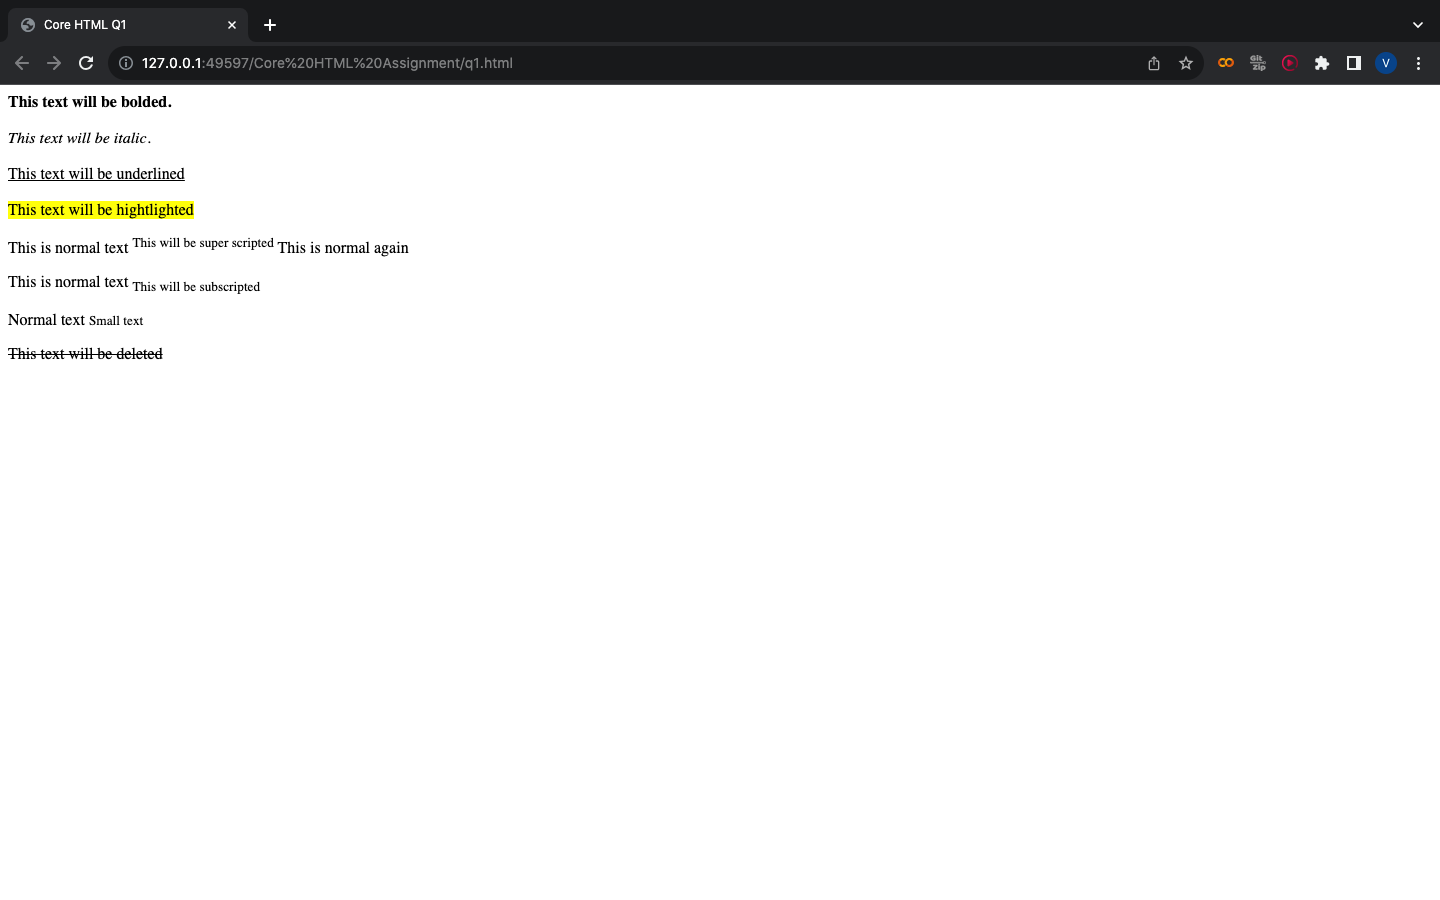 Core HTML Q1
127.0.0.1:49597/Core%20HTML%20Assignment/q1.html
Git
Zip
V
This text will be bolded.
This text will be italic.
This text will be underlined
This text will be hightlighted
This is normal text This will be super scripted This is normal again
This is normal text This will be subscripted
Normal text Small text
This text will be deleted